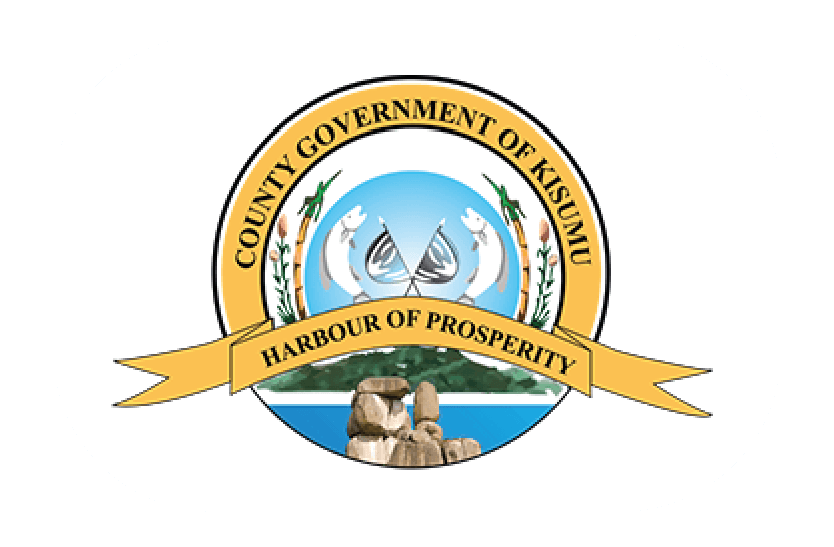 COUNTY GOVERNMENT OF KISUMU
HARBOUR OF PROSPERITY